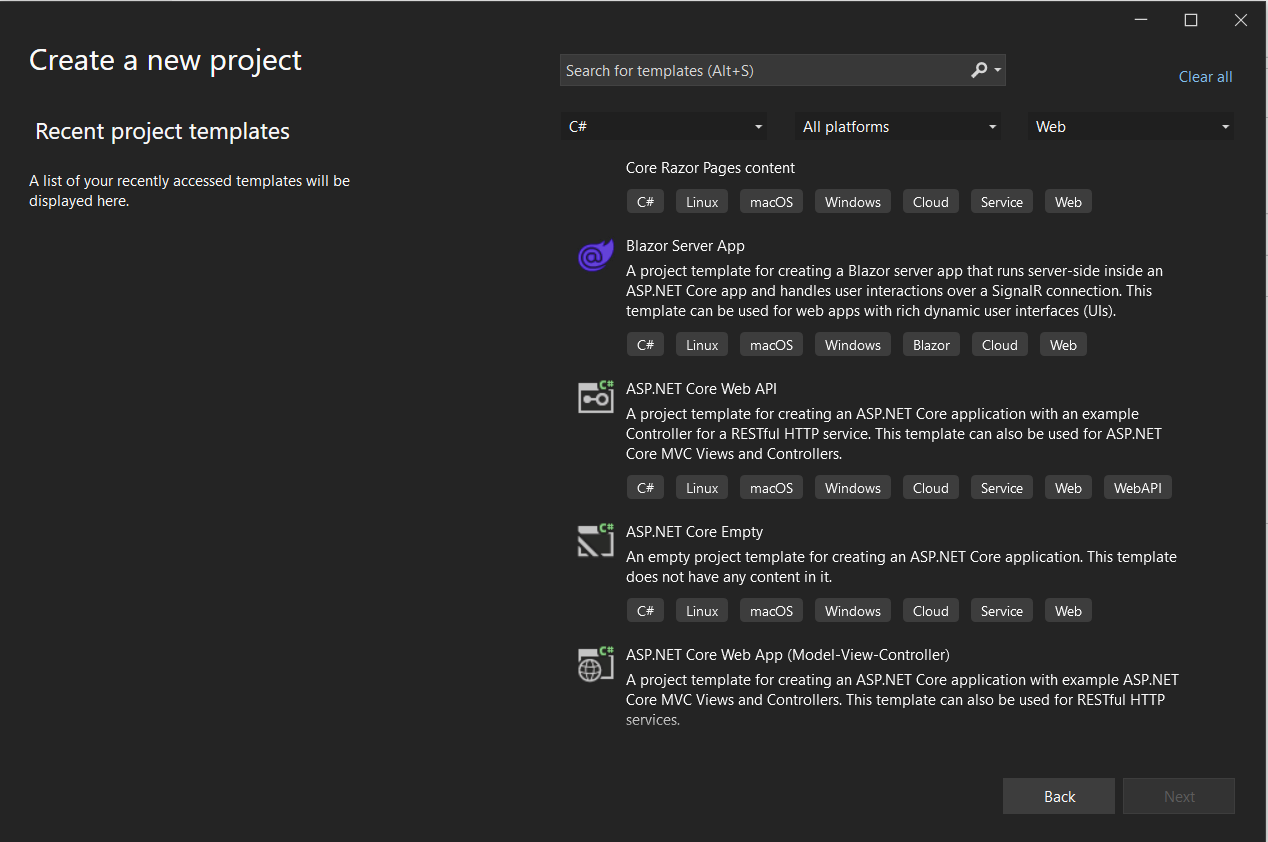 Create a new project
Search for templates (Alt+S)
Clear all
Recent project templates
A list of your recently accessed templates will be
displayed here.
C#
All platforms
Web
Core Razor Pages content
C# Linux macOS Windows Cloud Service Web
Blazor Server App
A project template for creating a Blazor server app that runs server-side inside an
ASP.NET Core app and handles user interactions over a SignalR connection. This
template can be used for web apps with rich dynamic user interfaces (UIs).
C# Linux macOS Windows Blazor Cloud Web
C#
ASP.NET Core Web API
A project template for creating an ASP.NET Core application with an example
Controller for a RESTful HTTP service. This template can also be used for ASP.NET
Core MVC Views and Controllers.
C# Linux macOS Windows Cloud Service Web WebAPI
C#
ASP.NET Core Empty
An empty project template for creating an ASP.NET Core application. This template
does not have any content in it.
C# Linux macOS Windows Cloud Service Web
C#
ASP.NET Core Web App (Model-View-Controller)
A project template for creating an ASP.NET Core application with example ASP.NET
Core MVC Views and Controllers. This template can also be used for RESTful HTTP
services.
Back
Next